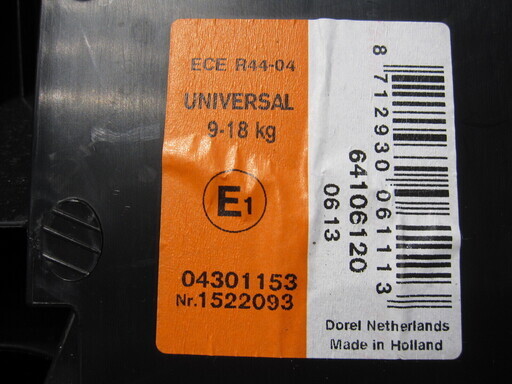 ECE R44-04
UNIVERSAL
9-18 kg
E1
04301153
Nr.1522093
8 712930 061113
64106120
0613
Dorel Netherlands
Made in Holland